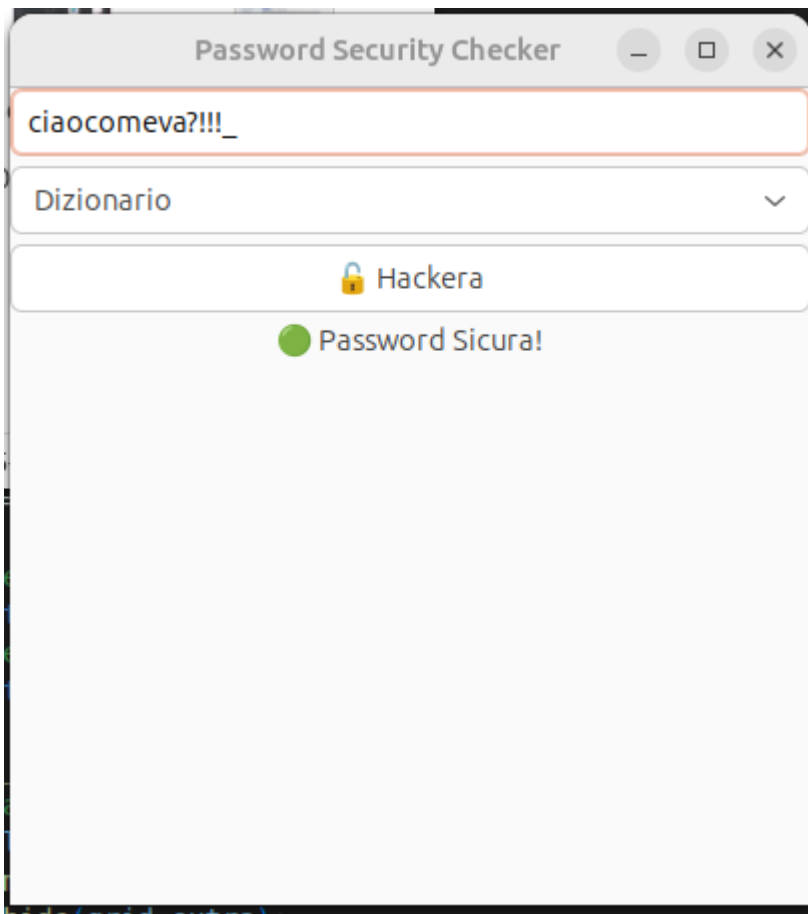 Password Security Checker
ciaocomeva?!!!_
Dizionario
🔓 Hackera
🟢 Password Sicura!